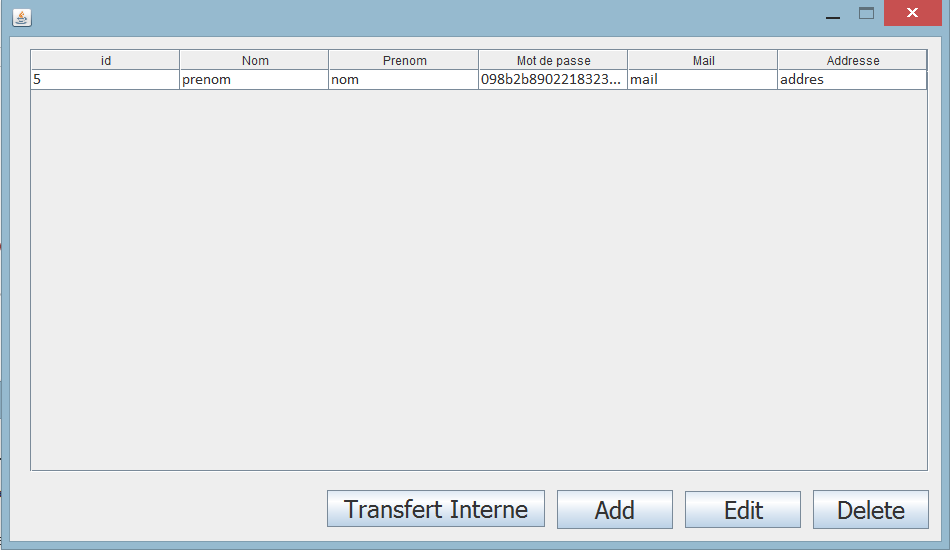 id Nom Prenom Mot de passe Mail Addresse
5 prenom nom 098b2b8902218323... mail addres
Transfert Interne Add Edit Delete